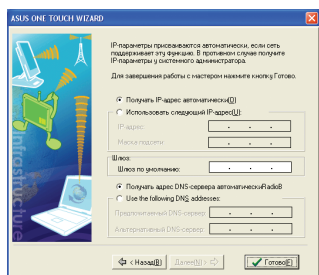 ASUS ONE TOUCH WIZARD
IP-параметры присваиваются автоматически, если сеть
поддерживает эту функцию. В противном случае получите
IP-параметры у системного администратора.
Для завершения работы с мастером нажмите кнопку Готово.
Получать IP-адрес автоматически(D)
Использовать следующий IP-адрес(U):
IP-адрес:
Маска подсети:
Шлюз:
Шлюз по умолчанию:
Получать адрес DNS-сервера автоматическиRadioB
Use the following DNS addresses:
Предпочитаемый DNS-сервер:
Альтернативный DNS-сервер:
< Назад(B)
Далее(N) >
Готово(F)
Infrastructure